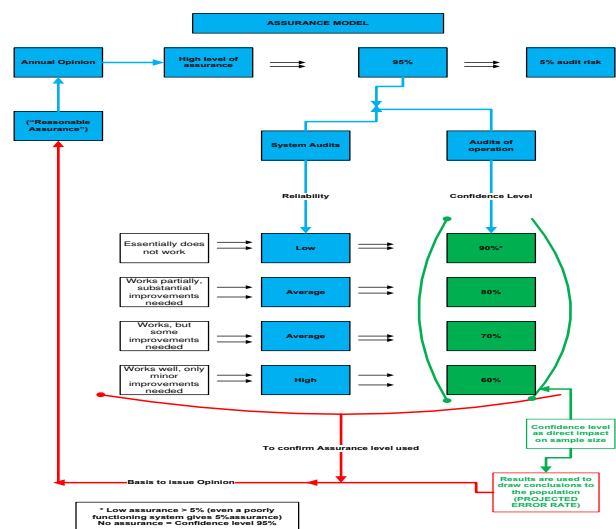 ASSURANCE MODEL
Annual Opinion
High level of
assurance
95%
5% audit risk
("Reasonable
Assurance")
System Audits
Audits of
operation
Reliability
Confidence Level
Essentially does
not work
Low
90%*
Works partially,
substantial
improvements
needed
Average
80%
Works, but
some
improvements
needed
Average
70%
Works well, only
minor
improvements
needed
High
60%
Confidence level
as direct impact
on sample size
To confirm Assurance level used
Basis to issue Opinion
Results are used to
draw conclusions to
the population
(PROJECTED
ERROR RATE)
* Low assurance > 5% (even a poorly
functioning system gives 5%assurance)
No assurance = Confidence level 95%